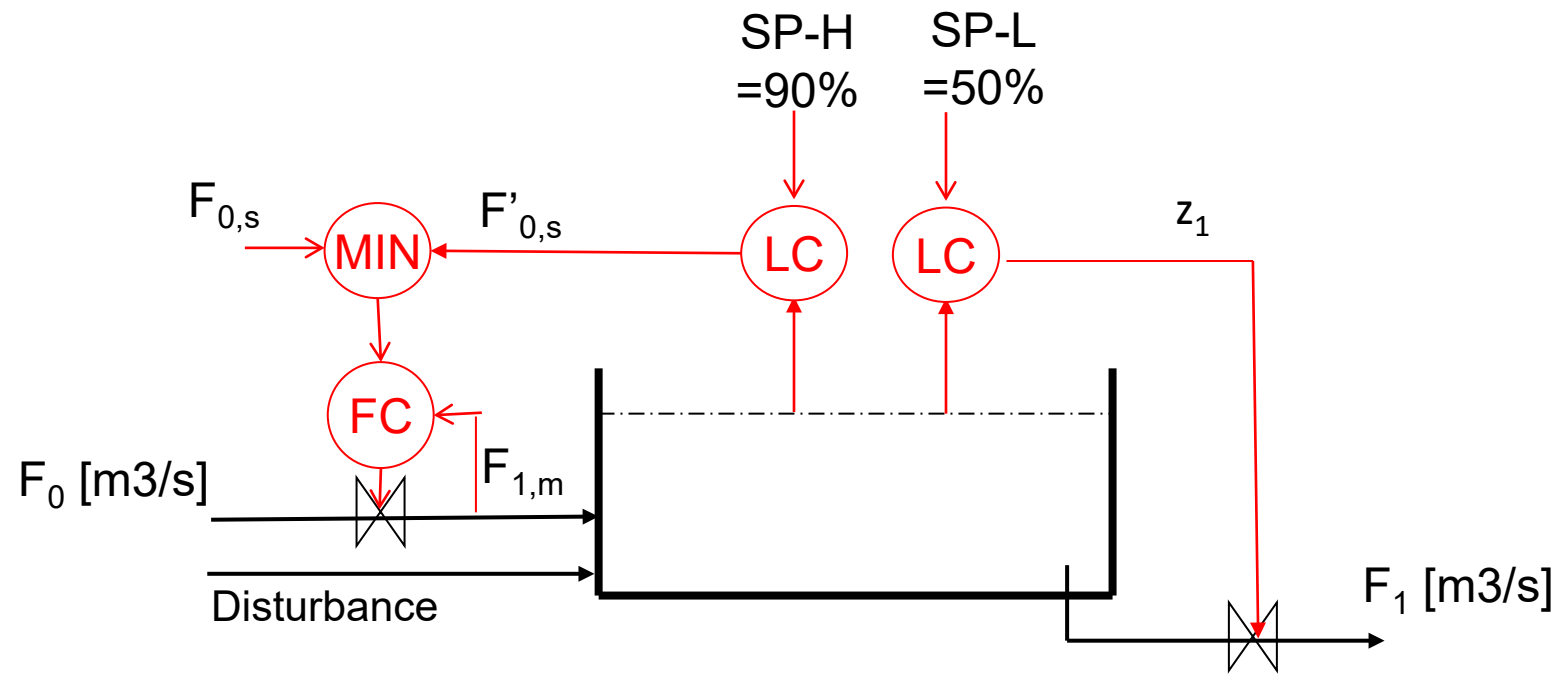 SP-H
=90%
SP-L
=50%
F0,s
MIN
F’0,s
LC
LC
z1
FC
F1,m
F0 [m3/s]
Disturbance
F1 [m3/s]